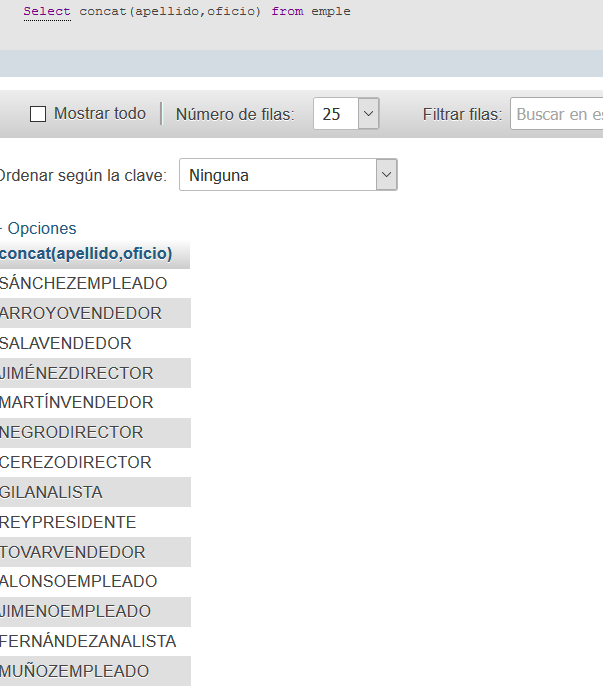 Select concat(apellido,oficio) from emple
Mostrar todo Número de filas: 25 Filtrar filas: Buscar en es
Ordenar según la clave: Ninguna
+ Opciones
concat(apellido,oficio)
SÁNCHEZEMPLEADO
ARROYOVENDEDOR
SALAVENDEDOR
JIMÉNEZDIRECTOR
MARTÍNVENDEDOR
NEGRODIRECTOR
CEREZODIRECTOR
GILANALISTA
REYPRESIDENTE
TOVARVENDEDOR
ALONSOEMPLEADO
JIMENOEMPLEADO
FERNÁNDEZANALISTA
MUÑOZEMPLEADO